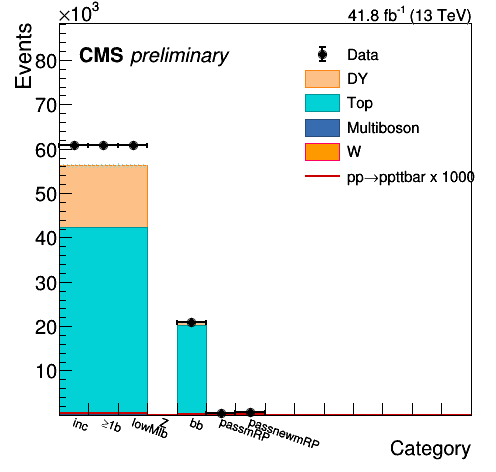 ×10³
41.8 fb⁻¹ (13 TeV)
Events
CMS preliminary
Data
DY
Top
Multiboson
W
pp→ppttbar x 1000
80
70
60
50
40
30
20
10
inc
≥1b
lowMib
Z
bb
passmRP
passnewmRP
Category